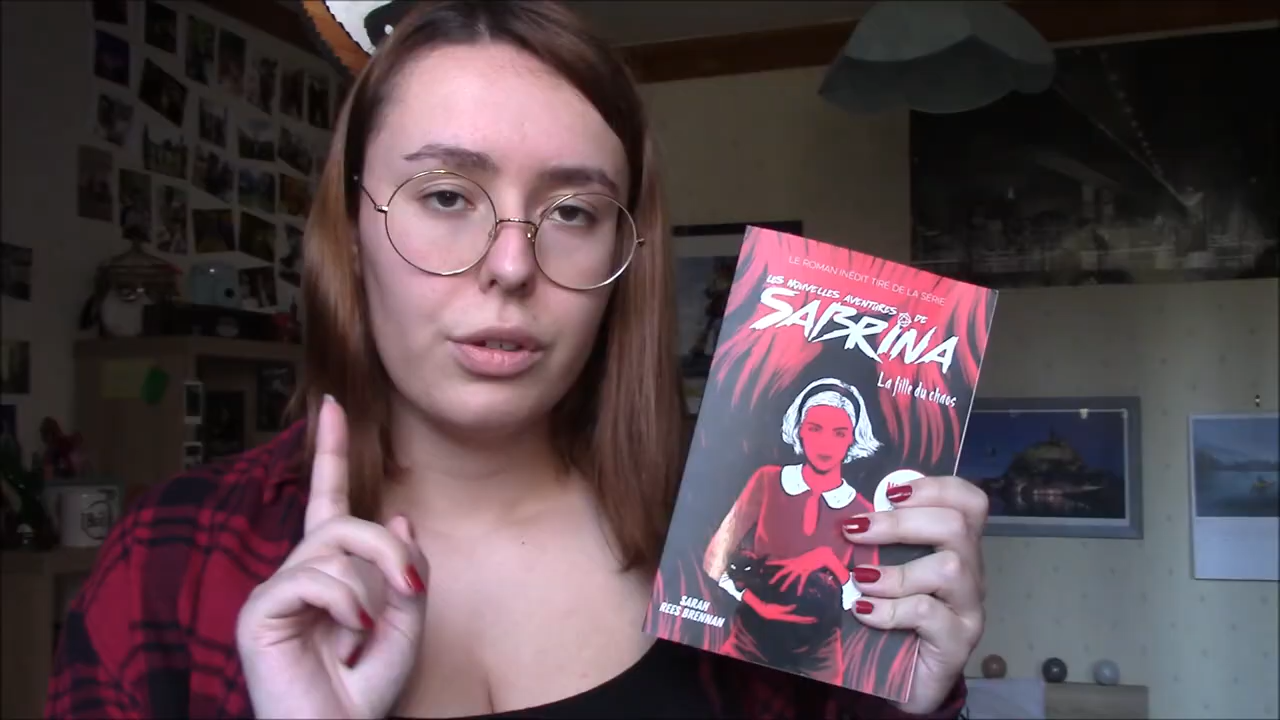 LE ROMAN INÉDIT TIRÉ DE LA SÉRIE
LES NOUVELLES AVENTURES DE
SABRINA
La fille du chaos
SARAH
REES BRENNAN